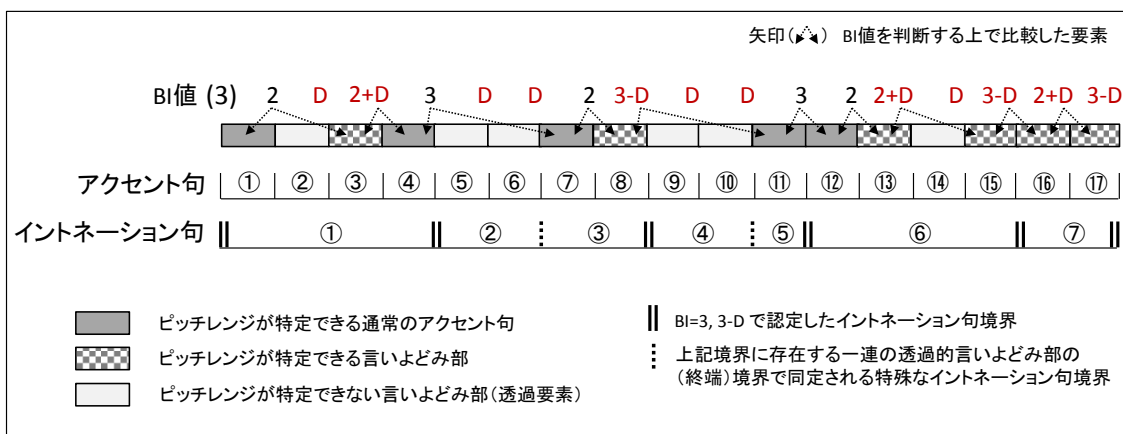 矢印( ) BI値を判断する上で比較した要素
BI値 (3) 2 D 2+D 3 D D 2 3-D D D 3 2 2+D D 3-D 2+D 3-D
アクセント句 ① ② ③ ④ ⑤ ⑥ ⑦ ⑧ ⑨ ⑩ ⑪ ⑫ ⑬ ⑭ ⑮ ⑯ ⑰
イントネーション句 ① ② ③ ④ ⑤ ⑥ ⑦
ピッチレンジが特定できる通常のアクセント句
ピッチレンジが特定できる言いよどみ部
ピッチレンジが特定できない言いよどみ部(透過要素)
BI=3, 3-D で認定したイントネーション句境界
上記境界に存在する一連の透過的言いよどみ部の
(終端)境界で同定される特殊なイントネーション句境界